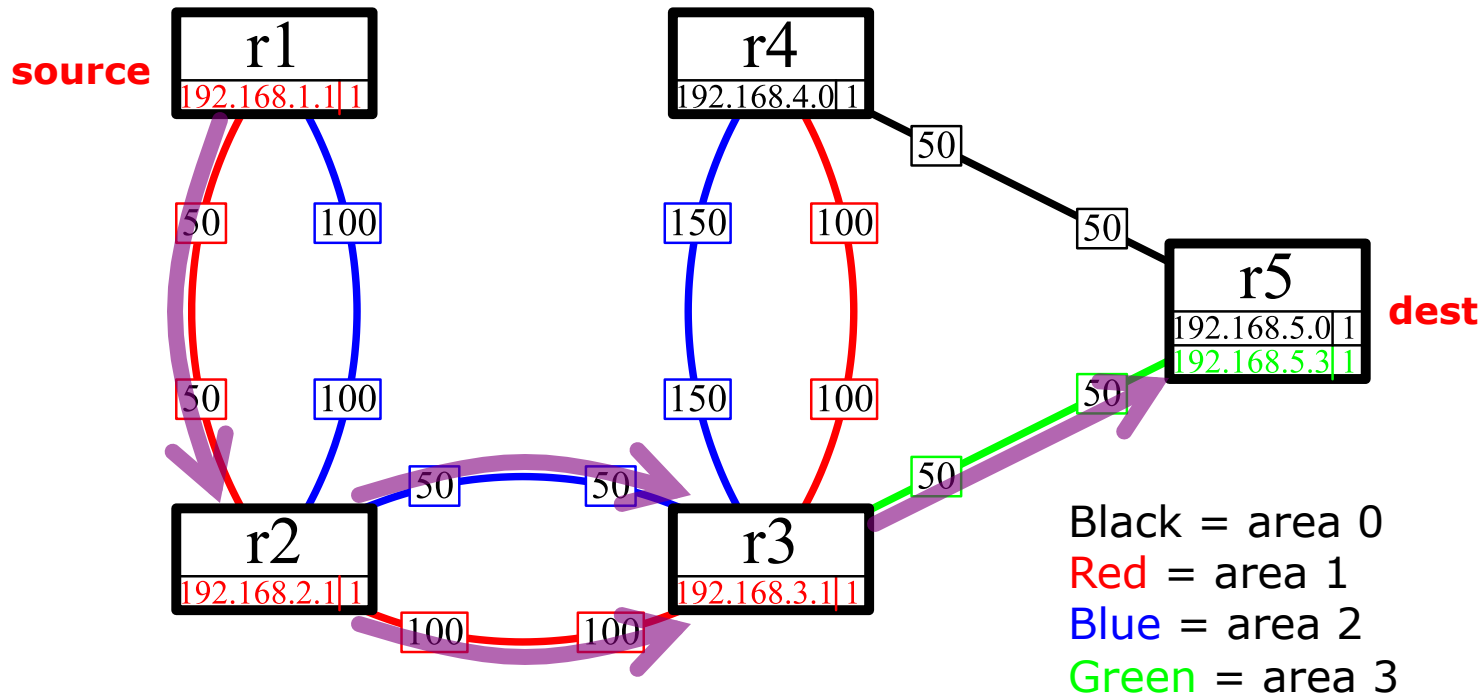 source
r1
192.168.1.1 1
r4
192.168.4.0 1
50
50
100
150
100
50
r5
192.168.5.0 1
192.168.5.3 1
dest
50
100
150
100
50
50
50
50
r2
192.168.2.1 1
r3
192.168.3.1 1
100
100
Black = area 0
Red = area 1
Blue = area 2
Green = area 3